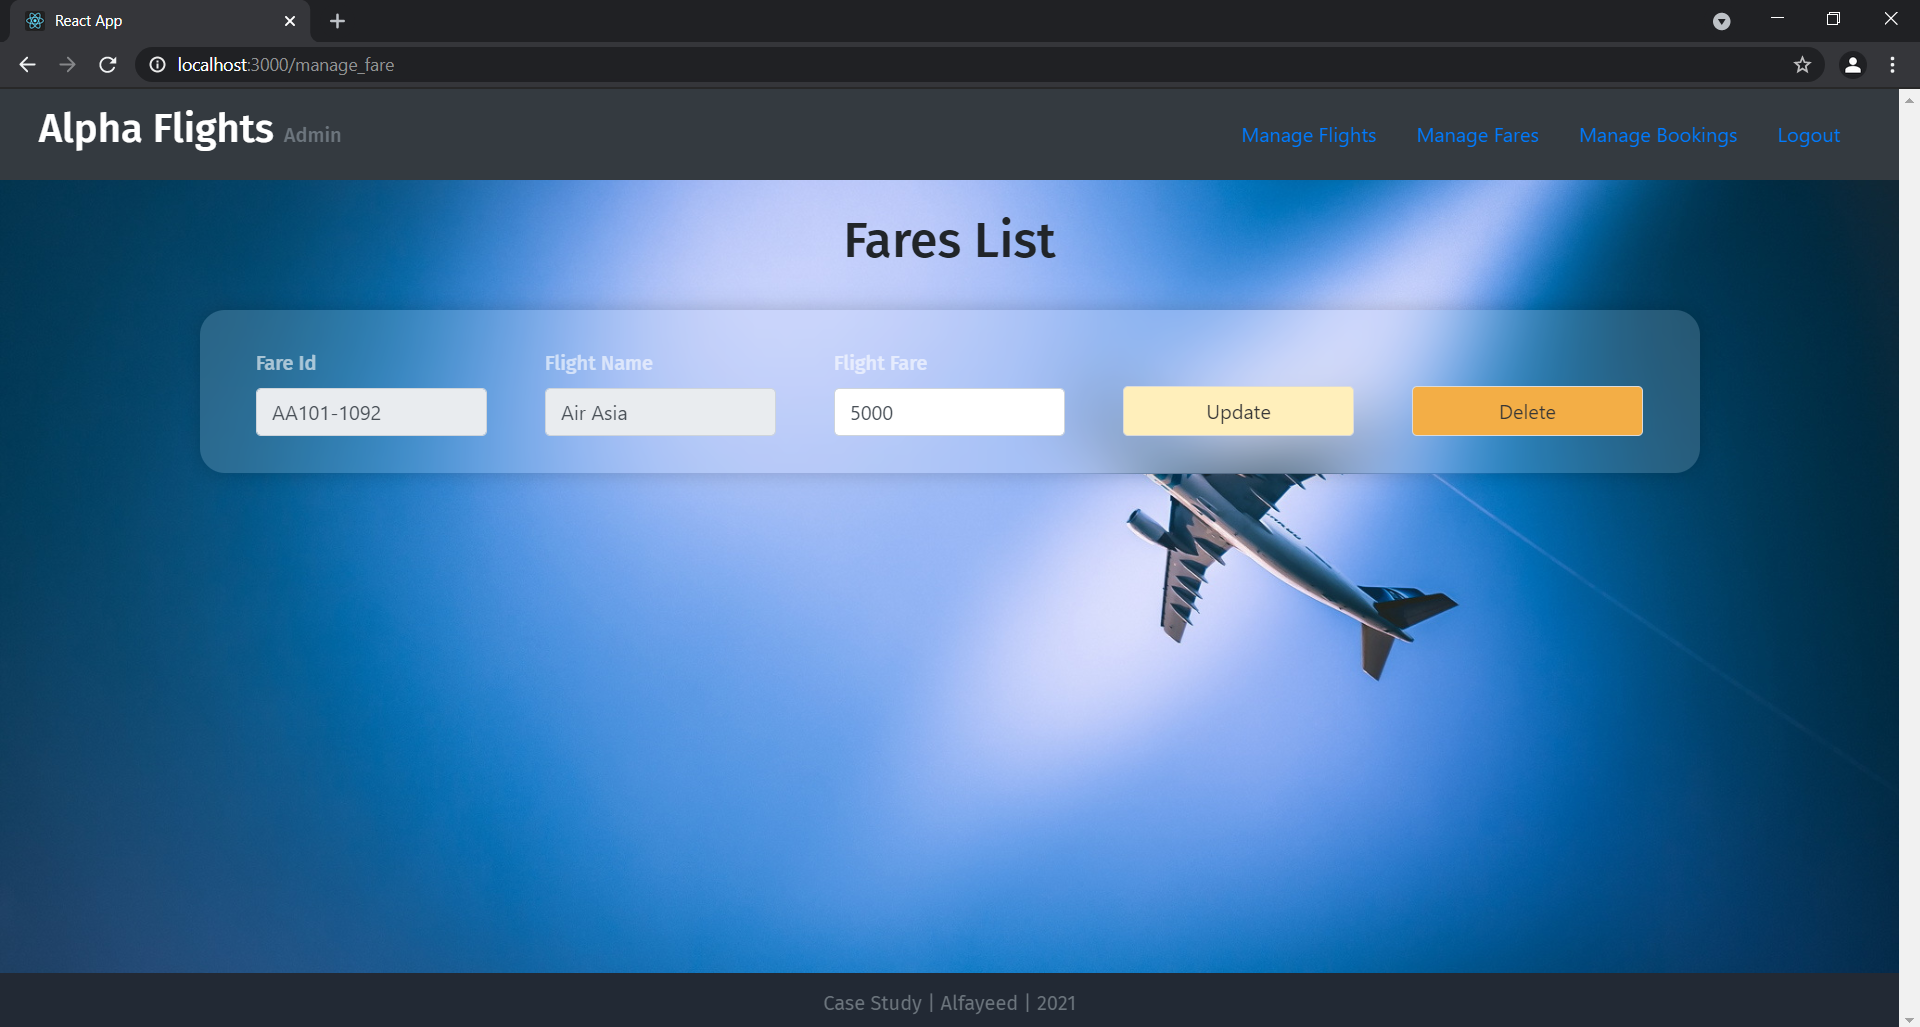 React App
localhost:3000/manage_fare
Alpha Flights Admin
Manage Flights Manage Fares Manage Bookings Logout
Fares List
Fare Id Flight Name Flight Fare
AA101-1092 Air Asia 5000 Update Delete
Case Study | Alfayeed | 2021